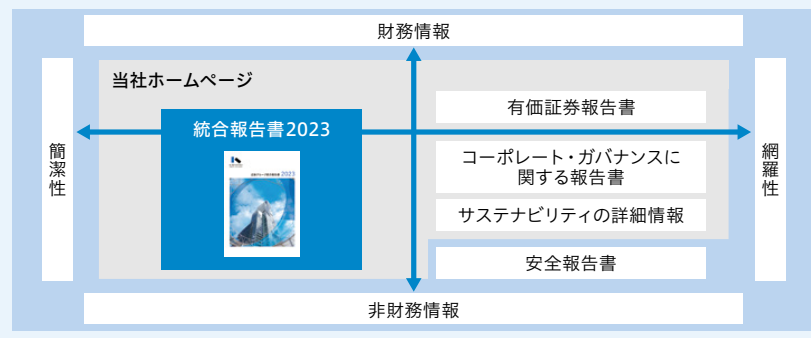 財務情報
当社ホームページ
簡潔性
統合報告書2023
2023
有価証券報告書
コーポレート・ガバナンスに
関する報告書
サステナビリティの詳細情報
安全報告書
網羅性
非財務情報